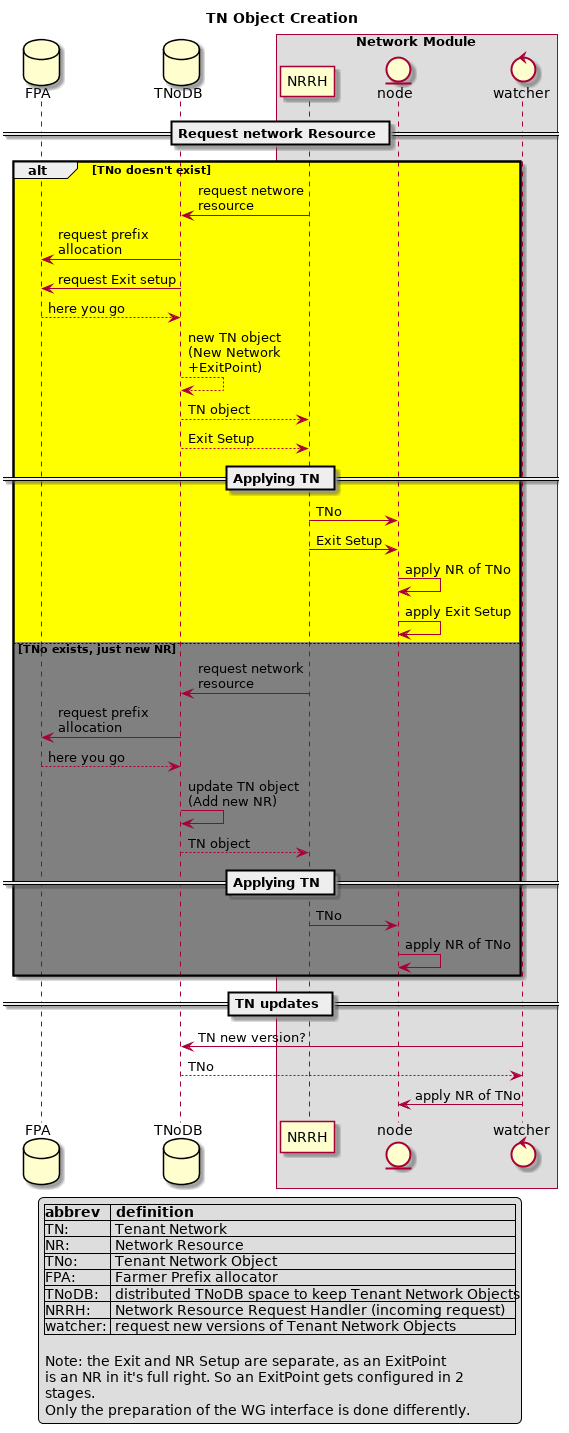 TN Object Creation
Network Module
FPA
TNoDB
NRRH
node
watcher
Request network Resource
alt
[TNo doesn't exist]
request networe
resource
request prefix
allocation
request Exit setup
here you go
new TN object
(New Network
+ExitPoint)
TN object
Exit Setup
Applying TN
TNo
Exit Setup
apply NR of TNo
apply Exit Setup
[TNo exists, just new NR]
request network
resource
request prefix
allocation
here you go
update TN object
(Add new NR)
TN object
Applying TN
TNo
apply NR of TNo
TN updates
TN new version?
TNo
apply NR of TNo
FPA
TNoDB
NRRH
node
watcher
abbrev definition
TN: Tenant Network
NR: Network Resource
TNo: Tenant Network Object
FPA: Farmer Prefix allocator
TNoDB: distributed TNoDB space to keep Tenant Network Objects
NRRH: Network Resource Request Handler (incoming request)
watcher: request new versions of Tenant Network Objects
Note: the Exit and NR Setup are separate, as an ExitPoint
is an NR in it's full right. So an ExitPoint gets configured in 2
stages.
Only the preparation of the WG interface is done differently.